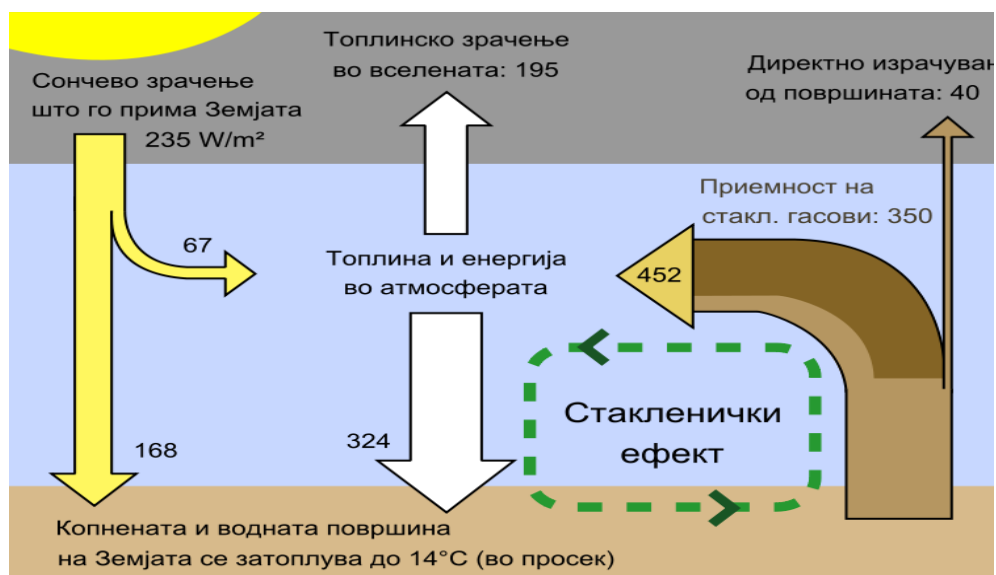 Сончево зрачење
што го прима Земјата
235 W/m²
Топлинско зрачење
во вселената: 195
Директно израчувањ
од површината: 40
Приемност на
стакл. гасови: 350
67
Топлина и енергија
во атмосферата
452
Стакленички
ефект
168
324
Копнената и водната површина
на Земјата се затоплува до 14°C (во просек)